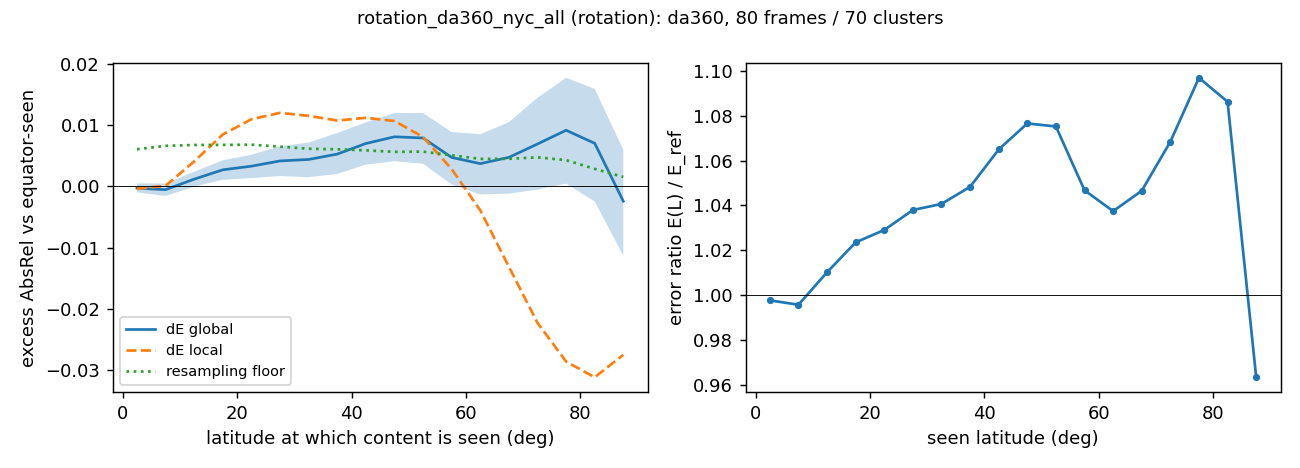 rotation_da360_nyc_all (rotation): da360, 80 frames / 70 clusters
excess AbsRel vs equator-seen
0.02
0.01
0.00
−0.01
−0.02
−0.03
dE global
dE local
resampling floor
0 20 40 60 80
latitude at which content is seen (deg)
error ratio E(L) / E_ref
1.10
1.08
1.06
1.04
1.02
1.00
0.98
0.96
0 20 40 60 80
seen latitude (deg)